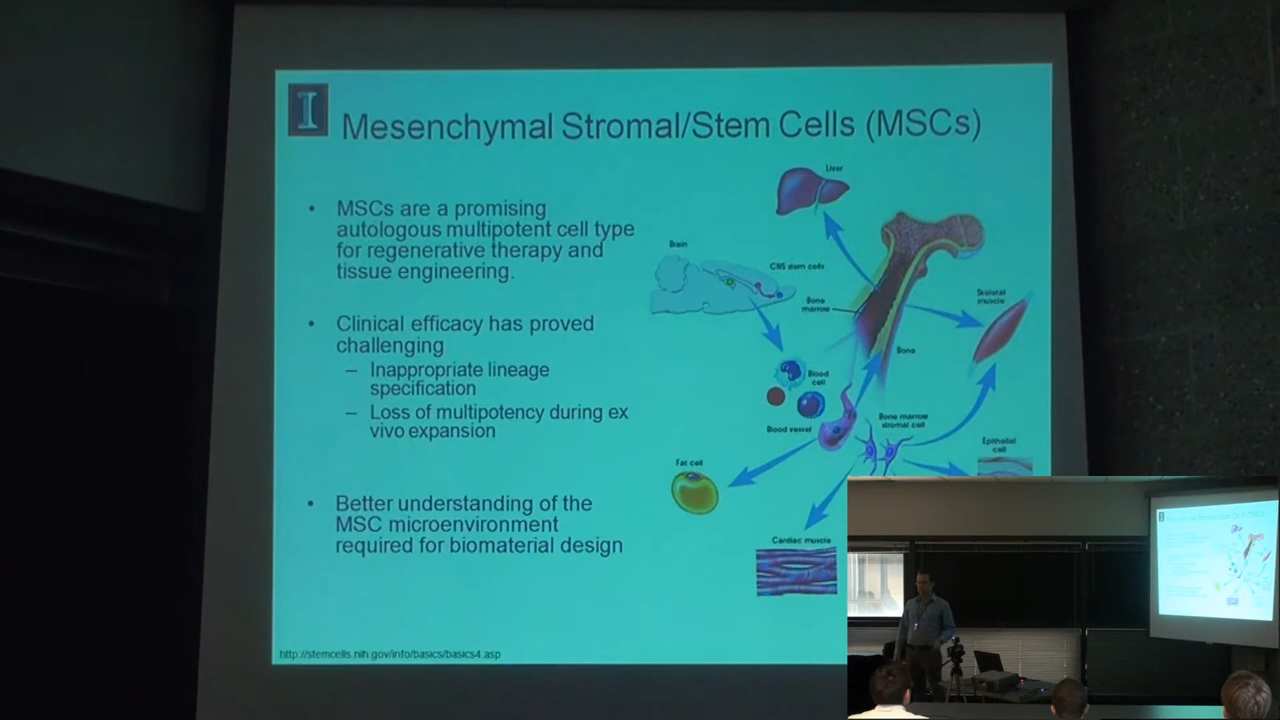 I
Mesenchymal Stromal/Stem Cells (MSCs)
• MSCs are a promising
autologous multipotent cell type
for regenerative therapy and
tissue engineering.
• Clinical efficacy has proved
challenging
– Inappropriate lineage
specification
– Loss of multipotency during ex
vivo expansion
• Better understanding of the
MSC microenvironment
required for biomaterial design
http://stemcells.nih.gov/info/basics/basics4.asp
Liver
Brain
CNS stem cells
Bone
marrow
Skeletal
muscle
Bone
Blood
cell
Blood vessel
Bone marrow
stromal cell
Epithelial
cell
Fat cell
Cardiac muscle